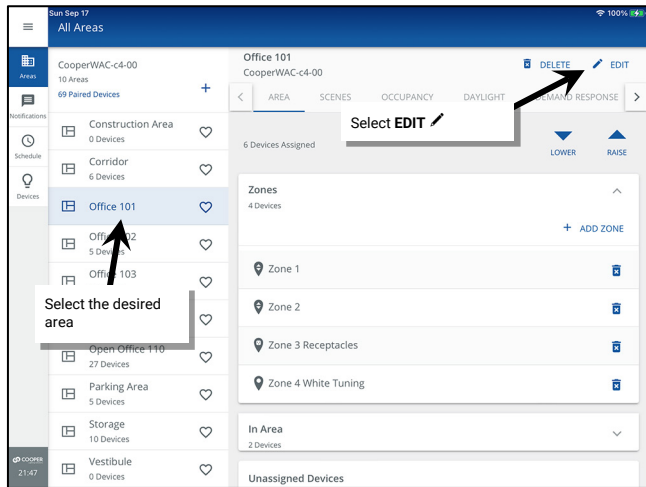 Sun Sep 17
100%
All Areas
Areas
Notifications
Schedule
Devices
COOPER
21:47
CooperWAC-c4-00
10 Areas
69 Paired Devices
+
Construction Area
0 Devices
Corridor
6 Devices
Office 101
5 Devices
Office 103
Select the desired
area
Open Office 110
27 Devices
Parking Area
5 Devices
Storage
10 Devices
Vestibule
0 Devices
Office 101
CooperWAC-c4-00
DELETE
EDIT
< AREA SCENES OCCUPANCY DAYLIGHT DEMAND RESPONSE >
Select EDIT
6 Devices Assigned
LOWER
RAISE
Zones
4 Devices
+ ADD ZONE
Zone 1
Zone 2
Zone 3 Receptacles
Zone 4 White Tuning
In Area
2 Devices
Unassigned Devices